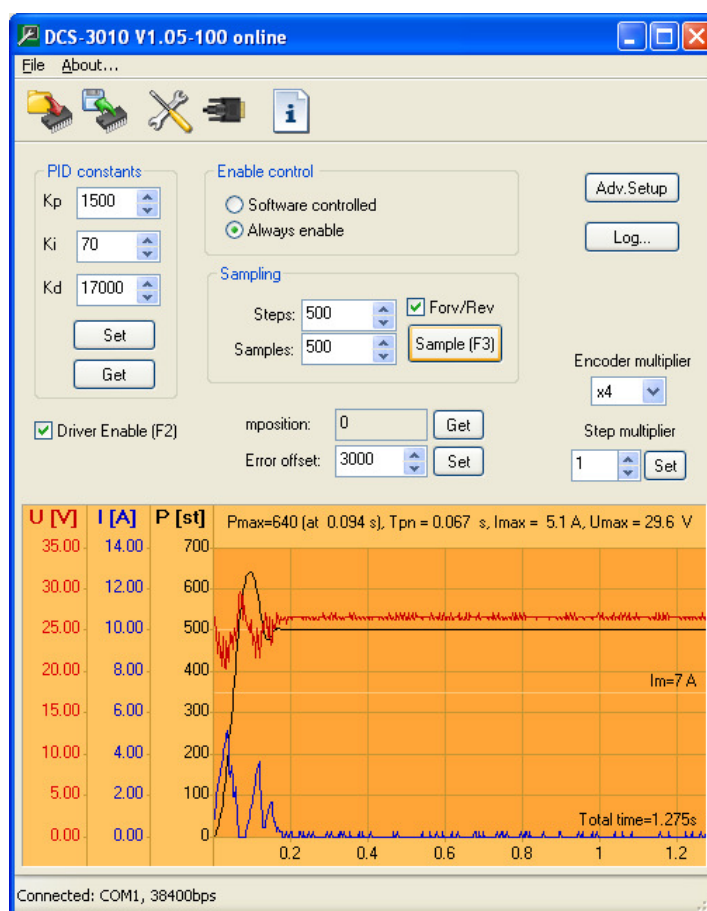 DCS-3010 V1.05-100 online
File About...
PID constants
Kp 1500
Ki 70
Kd 17000
Set
Get
Enable control
Software controlled
Always enable
Adv.Setup
Log...
Sampling
Steps: 500
Forv/Rev
Samples: 500
Sample (F3)
Encoder multiplier
x4
Driver Enable (F2)
mposition: 0 Get
Error offset: 3000 Set
Step multiplier
1 Set
U [V] I [A] P [st] Pmax=640 (at 0.094 s), Tpn = 0.067 s, Imax = 5.1 A, Umax = 29.6 V
35.00 14.00 700
30.00 12.00 600
25.00 10.00 500
20.00 8.00 400
Im=7 A
15.00 6.00 300
10.00 4.00 200
5.00 2.00 100
Total time=1.275s
0.00 0.00 0
0.2 0.4 0.6 0.8 1 1.2
Connected: COM1, 38400bps